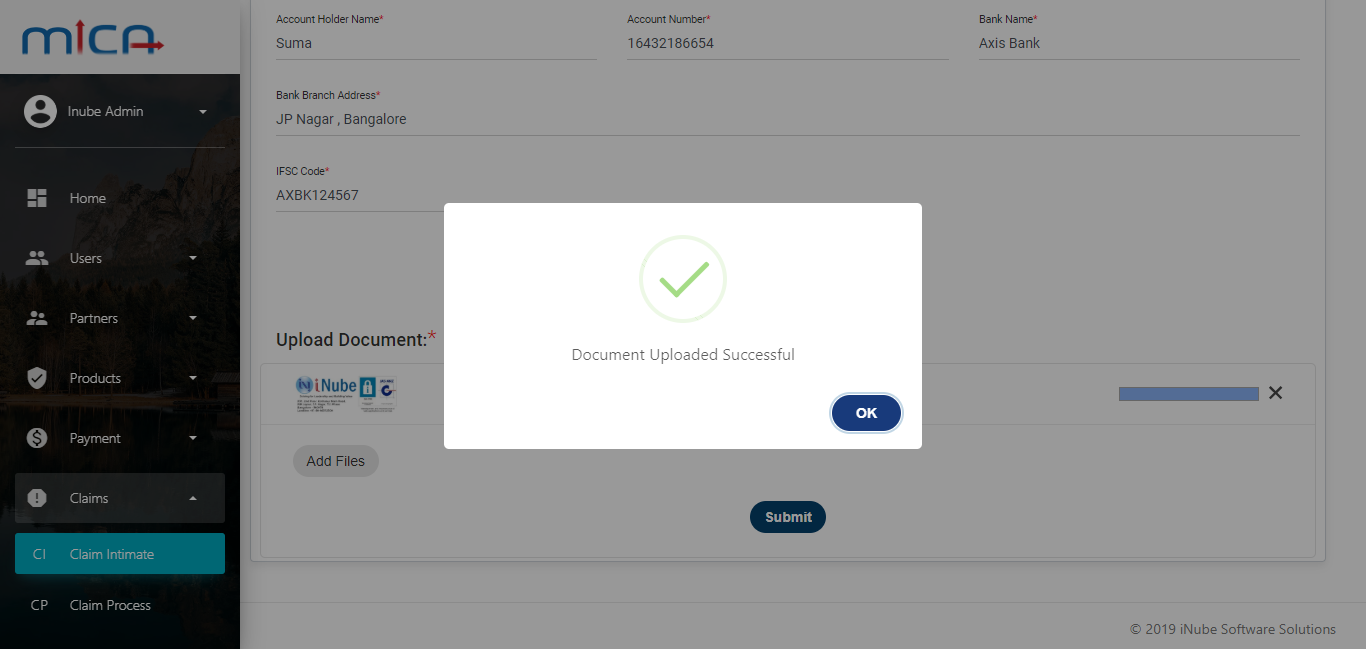 MICA
Inube Admin
Home
Users
Partners
Products
Payment
Claims
CI Claim Intimate
CP Claim Process
Account Holder Name*
Suma
Account Number*
16432186654
Bank Name*
Axis Bank
Bank Branch Address*
JP Nagar , Bangalore
IFSC Code*
AXBK124567
Document Uploaded Successful
OK
Upload Document:*
iNube
Add Files
Submit
© 2019 iNube Software Solutions